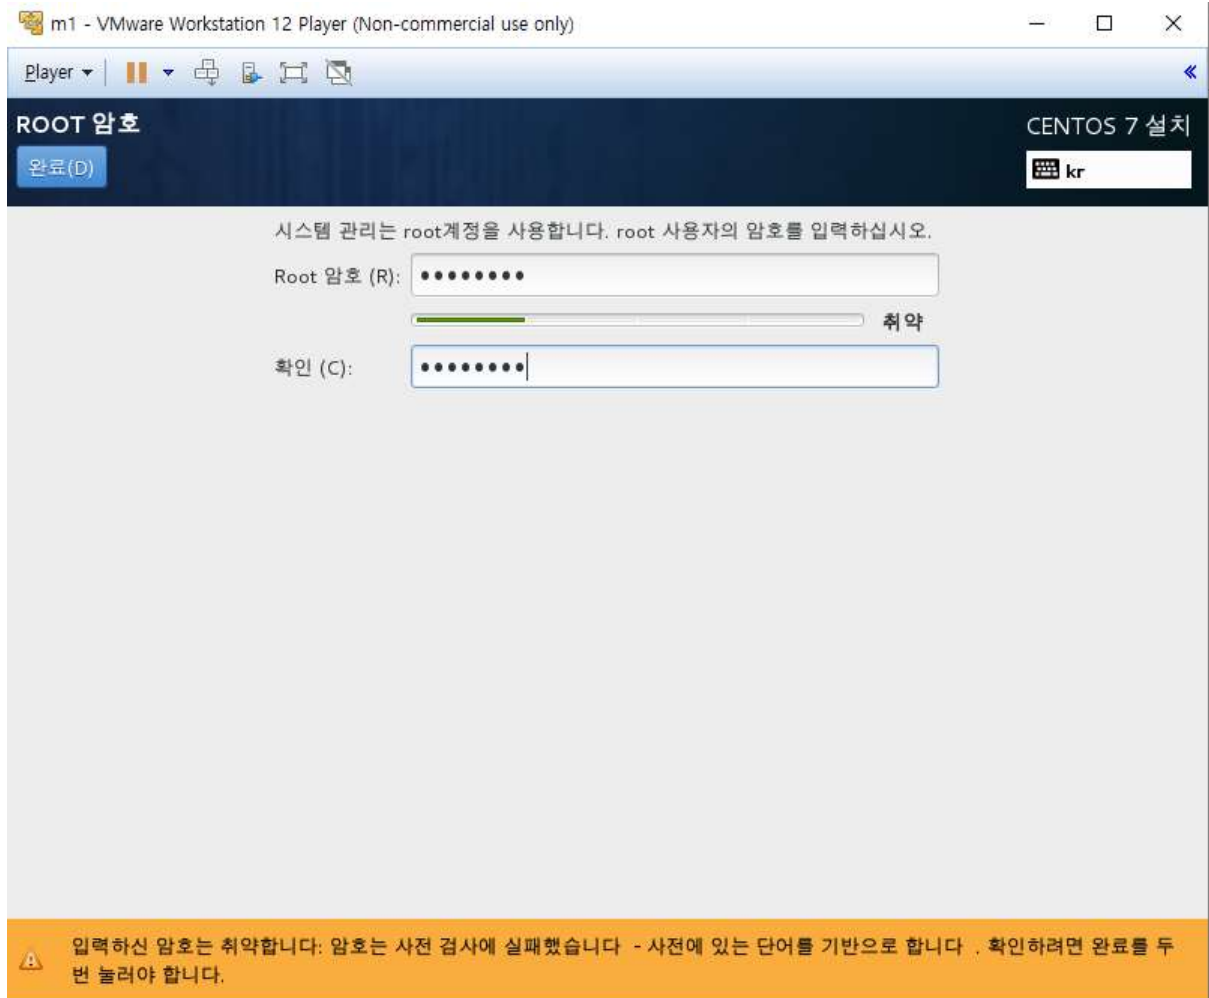 m1 - VMware Workstation 12 Player (Non-commercial use only)
Player
ROOT 암호
CENTOS 7 설치
완료(D)
kr
시스템 관리는 root계정을 사용합니다. root 사용자의 암호를 입력하십시오.
Root 암호 (R): ••••••••
취약
확인 (C): ••••••••
입력하신 암호는 취약합니다: 암호는 사전 검사에 실패했습니다 - 사전에 있는 단어를 기반으로 합니다 . 확인하려면 완료를 두
번 눌러야 합니다.